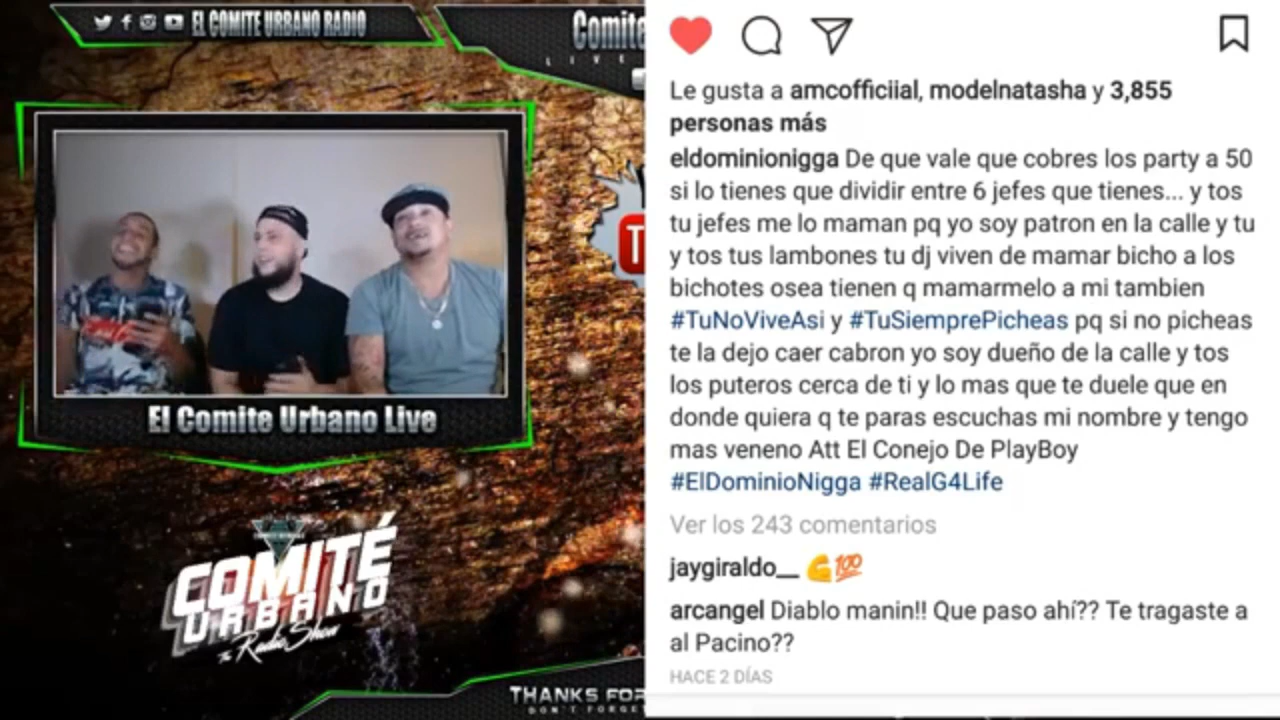 EL COMITE URBANO RADIO
Comite
L I V E
El Comite Urbano Live
COMITÉ
URBANO
The Radio Show
THANKS FOR
DON'T FORGET
Le gusta a amcofficiial, modelnatasha y 3,855
personas más
eldominionigga De que vale que cobres los party a 50
si lo tienes que dividir entre 6 jefes que tienes... y tos
tu jefes me lo maman pq yo soy patron en la calle y tu
y tos tus lambones tu dj viven de mamar bicho a los
bichotes osea tienen q mamarmelo a mi tambien
#TuNoViveAsi y #TuSiemprePicheas pq si no picheas
te la dejo caer cabron yo soy dueño de la calle y tos
los puteros cerca de ti y lo mas que te duele que en
donde quiera q te paras escuchas mi nombre y tengo
mas veneno Att El Conejo De PlayBoy
#ElDominioNigga #RealG4Life
Ver los 243 comentarios
jaygiraldo__ 💪💯
arcangel Diablo manin!! Que paso ahí?? Te tragaste a
al Pacino??
HACE 2 DÍAS